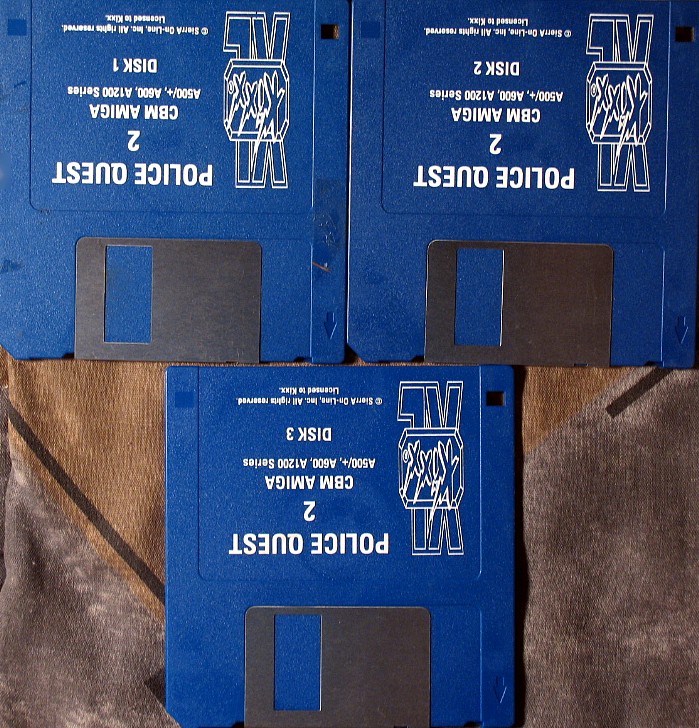 POLICE QUEST
2
CBM AMIGA
A500/+, A600, A1200 Series
DISK 1
© SierrA On-Line, Inc. All rights reserved.
Licensed to Kixx.
KIXX
XL
POLICE QUEST
2
CBM AMIGA
A500/+, A600, A1200 Series
DISK 2
© SierrA On-Line, Inc. All rights reserved.
Licensed to Kixx.
KIXX
XL
POLICE QUEST
2
CBM AMIGA
A500/+, A600, A1200 Series
DISK 3
© SierrA On-Line, Inc, All rights reserved.
Licensed to Kixx.
KIXX
XL